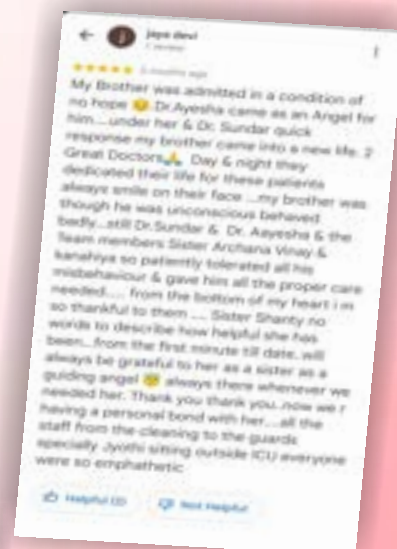 jaya devi
1 review
★★★★★ 3 months ago
My Brother was admitted in a condition of
no hope 😔 Dr.Ayesha came as an Angel for
him....under her & Dr. Sundar quick
response my brother came into a new life. 2
Great Doctors🙏 Day & night they
dedicated their life for these patients
always smile on their face ...my brother was
though he was unconscious behaved
badly...still Dr.Sundar & Dr. Aayesha & the
Team members Sister Archana Vinay &
kanahiya so patiently tolerated all his
misbehaviour & gave him all the proper care
needed..... from the bottom of my heart i m
so thankful to them .... Sister Shanty no
words to describe how helpful she has
been...from the first minute till date..will
always be grateful to her as a sister as a
guiding angel 😇 always there whenever we
needed her. Thank you thank you..now we r
having a personal bond with her....all the
staff from the cleaning to the guards
specially Jyothi sitting outside ICU everyone
were so emphathetic
Helpful
Not Helpful